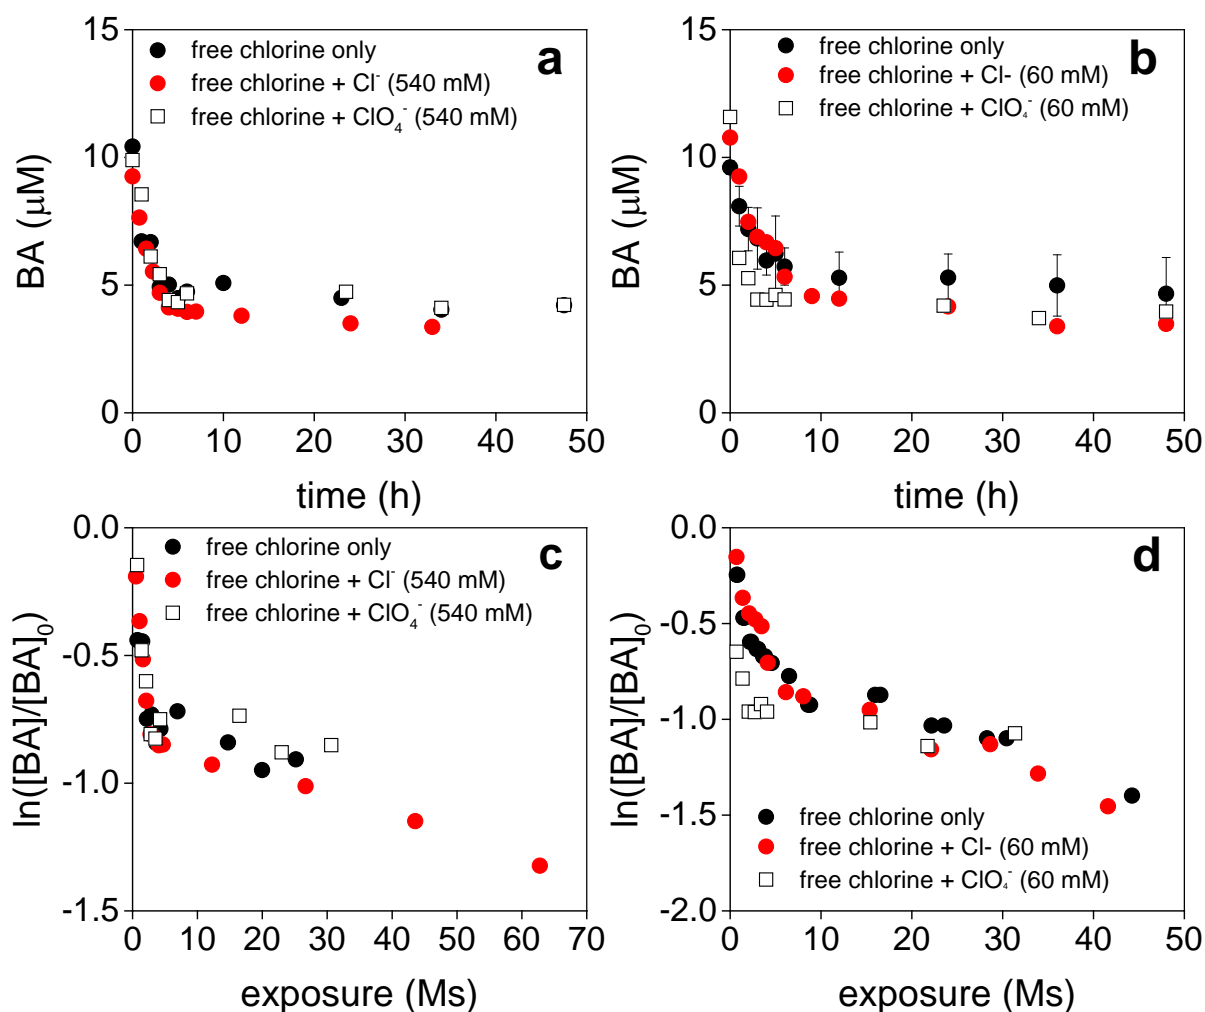 a
free chlorine only
free chlorine + Cl⁻ (540 mM)
free chlorine + ClO₄⁻ (540 mM)
15
10
5
0
BA (μM)
0 10 20 30 40 50
time (h)
b
free chlorine only
free chlorine + Cl- (60 mM)
free chlorine + ClO₄⁻ (60 mM)
15
10
5
0
BA (μM)
0 10 20 30 40 50
time (h)
c
free chlorine only
free chlorine + Cl⁻ (540 mM)
free chlorine + ClO₄⁻ (540 mM)
0.0
-0.5
-1.0
-1.5
ln([BA]/[BA]₀)
0 10 20 30 40 50 60 70
exposure (Ms)
d
0.0
-0.5
-1.0
-1.5
-2.0
ln([BA]/[BA]₀)
free chlorine only
free chlorine + Cl- (60 mM)
free chlorine + ClO₄⁻ (60 mM)
0 10 20 30 40 50
exposure (Ms)